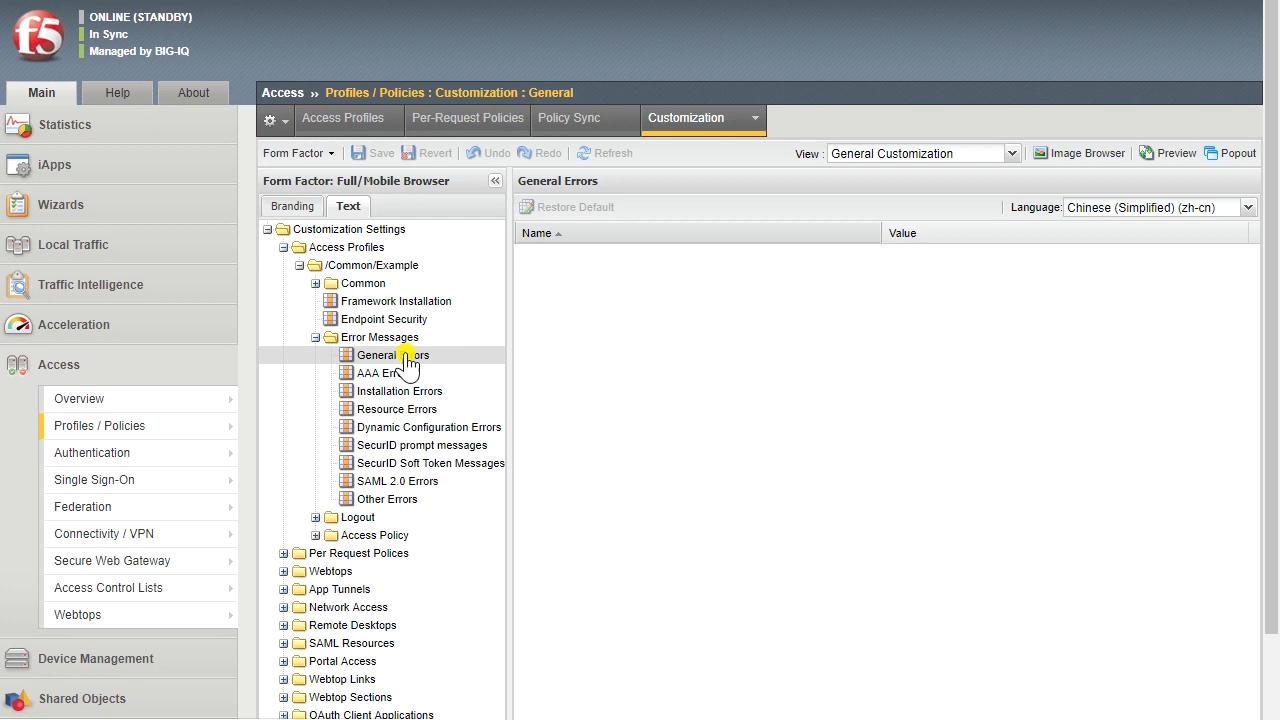 f5
ONLINE (STANDBY)
In Sync
Managed by BIG-IQ
Main
Help
About
Access ›› Profiles / Policies : Customization : General
Access Profiles
Per-Request Policies
Policy Sync
Customization
Form Factor
Save
Revert
Undo
Redo
Refresh
View :
General Customization
Image Browser
Preview
Popout
Form Factor: Full/Mobile Browser
General Errors
Branding
Text
Restore Default
Language:
Chinese (Simplified) (zh-cn)
Name
Value
Statistics
iApps
Wizards
Local Traffic
Traffic Intelligence
Acceleration
Access
Overview
Profiles / Policies
Authentication
Single Sign-On
Federation
Connectivity / VPN
Secure Web Gateway
Access Control Lists
Webtops
Device Management
Shared Objects
Customization Settings
Access Profiles
/Common/Example
Common
Framework Installation
Endpoint Security
Error Messages
General
AAA
Installation Errors
Resource Errors
Dynamic Configuration Errors
SecurID prompt messages
SecurID Soft Token Messages
SAML 2.0 Errors
Other Errors
Logout
Access Policy
Per Request Polices
Webtops
App Tunnels
Network Access
Remote Desktops
SAML Resources
Portal Access
Webtop Links
Webtop Sections
OAuth Client Applications